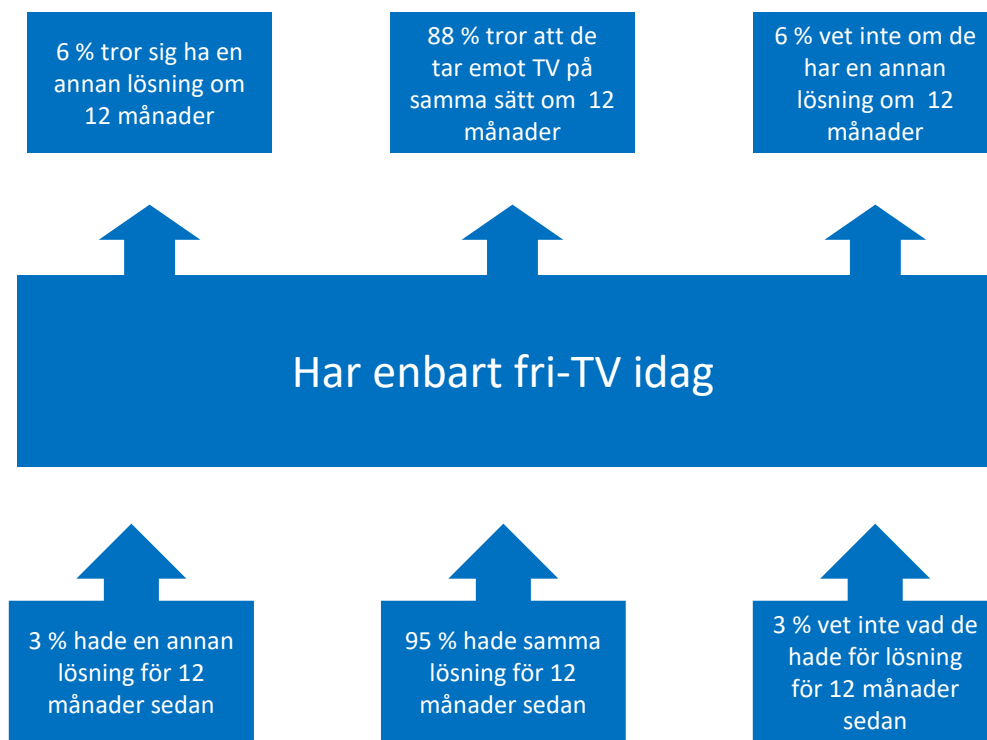 6 % tror sig ha en
annan lösning om
12 månader
88 % tror att de
tar emot TV på
samma sätt om 12
månader
6 % vet inte om de
har en annan
lösning om 12
månader
Har enbart fri-TV idag
3 % hade en annan
lösning för 12
månader sedan
95 % hade samma
lösning för 12
månader sedan
3 % vet inte vad de
hade för lösning
för 12 månader
sedan